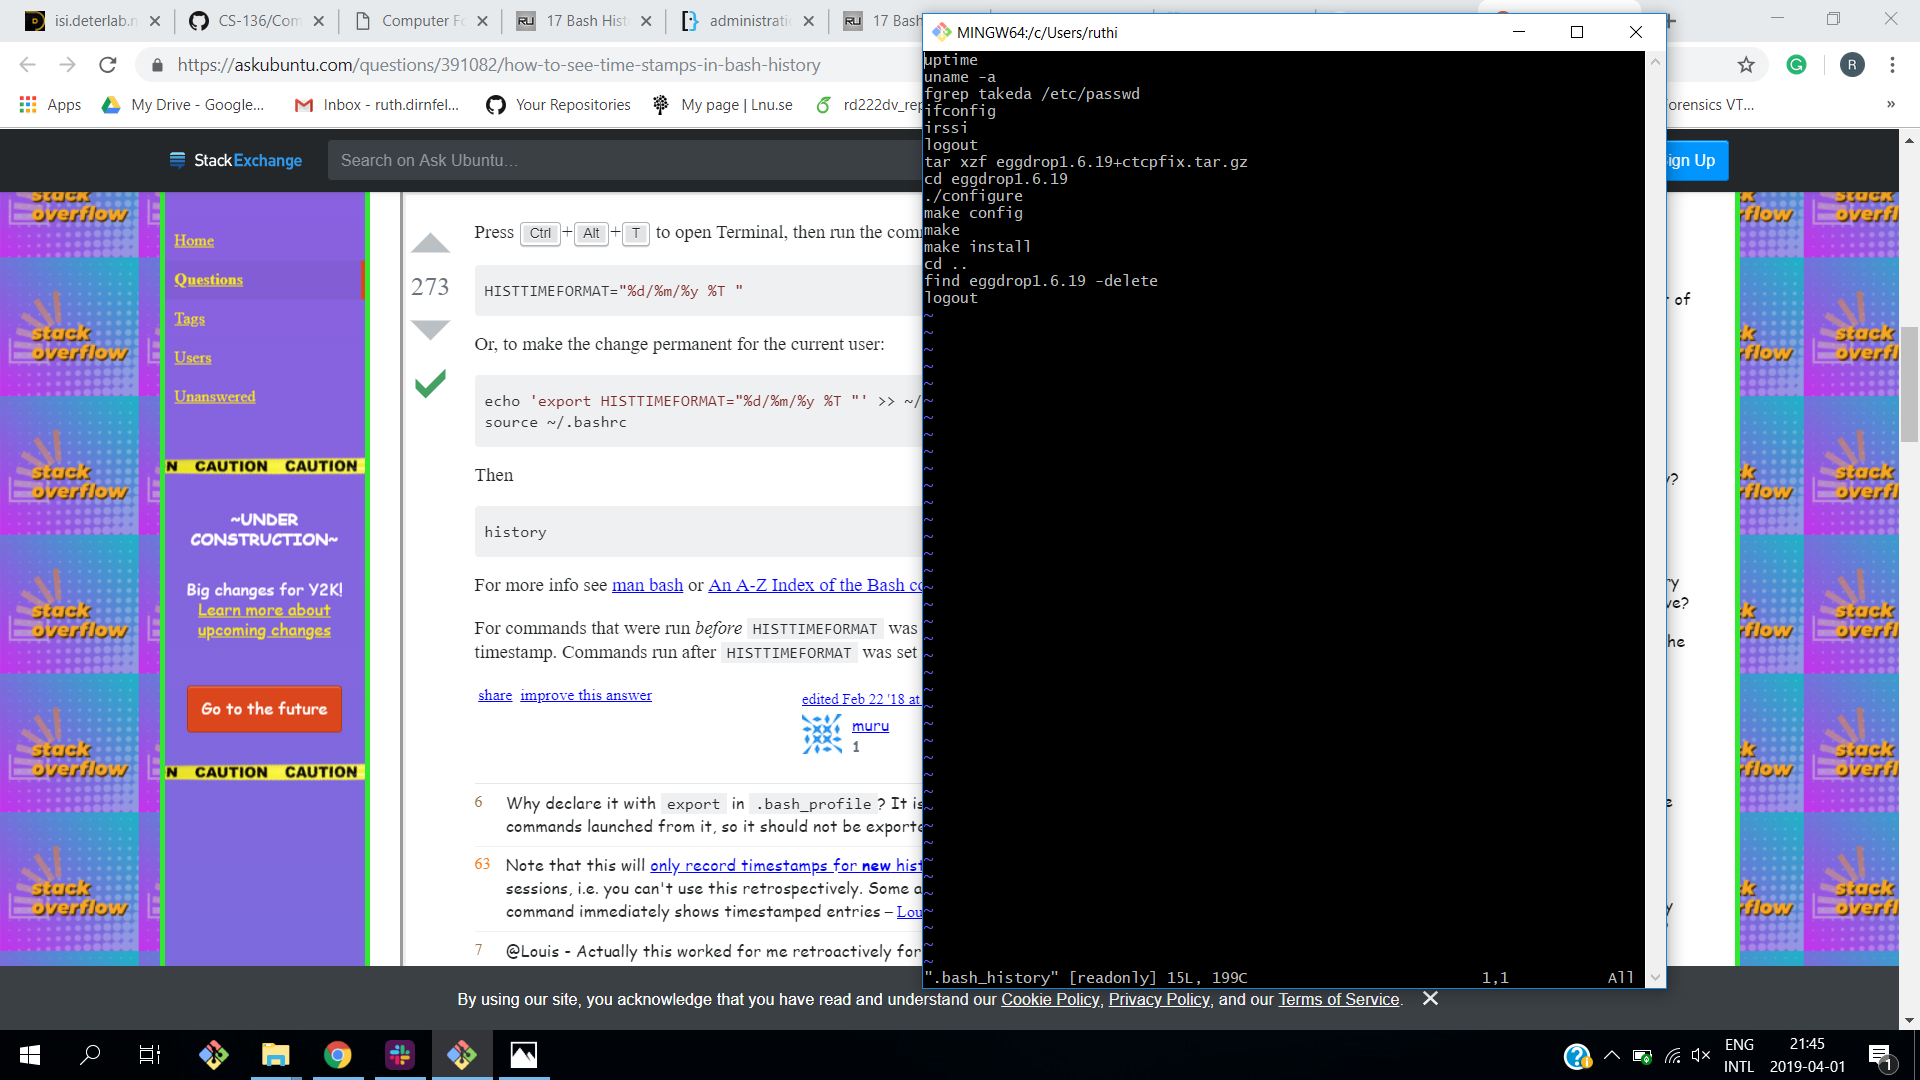 isi.deterlab.n
CS-136/Com
Computer Fo
17 Bash Hist
administratic
17 Bash
MINGW64:/c/Users/ruthi
https://askubuntu.com/questions/391082/how-to-see-time-stamps-in-bash-history
R
Apps
My Drive - Google...
Inbox - ruth.dirnfel...
Your Repositories
My page | Lnu.se
rd222dv_rep
orensics VT...
»
StackExchange
Search on Ask Ubuntu...
ign Up
Home
Questions
Tags
Users
Unanswered
N CAUTION CAUTION
~UNDER
CONSTRUCTION~
Big changes for Y2K!
Learn more about
upcoming changes
Go to the future
N CAUTION CAUTION
273
Press Ctrl+Alt+T to open Terminal, then run the com
HISTTIMEFORMAT="%d/%m/%y %T "
Or, to make the change permanent for the current user:
echo 'export HISTTIMEFORMAT="%d/%m/%y %T "' >> ~/
source ~/.bashrc
Then
history
For more info see man bash or An A-Z Index of the Bash co
For commands that were run before HISTTIMEFORMAT was
timestamp. Commands run after HISTTIMEFORMAT was set
share improve this answer
edited Feb 22 '18 at
muru
1
6 Why declare it with export in .bash_profile? It is
commands launched from it, so it should not be exporte
63 Note that this will only record timestamps for new hist
sessions, i.e. you can't use this retrospectively. Some a
command immediately shows timestamped entries – Lou
7 @Louis - Actually this worked for me retroactively for
uptime
uname -a
fgrep takeda /etc/passwd
ifconfig
irssi
logout
tar xzf eggdrop1.6.19+ctcpfix.tar.gz
cd eggdrop1.6.19
./configure
make config
make
make install
cd ..
find eggdrop1.6.19 -delete
logout
".bash_history" [readonly] 15L, 199C 1,1 All
of
y?
ry
ve?
he
e
y
stack
overflow
By using our site, you acknowledge that you have read and understand our Cookie Policy, Privacy Policy, and our Terms of Service.
ENG
INTL
21:45
2019-04-01
1